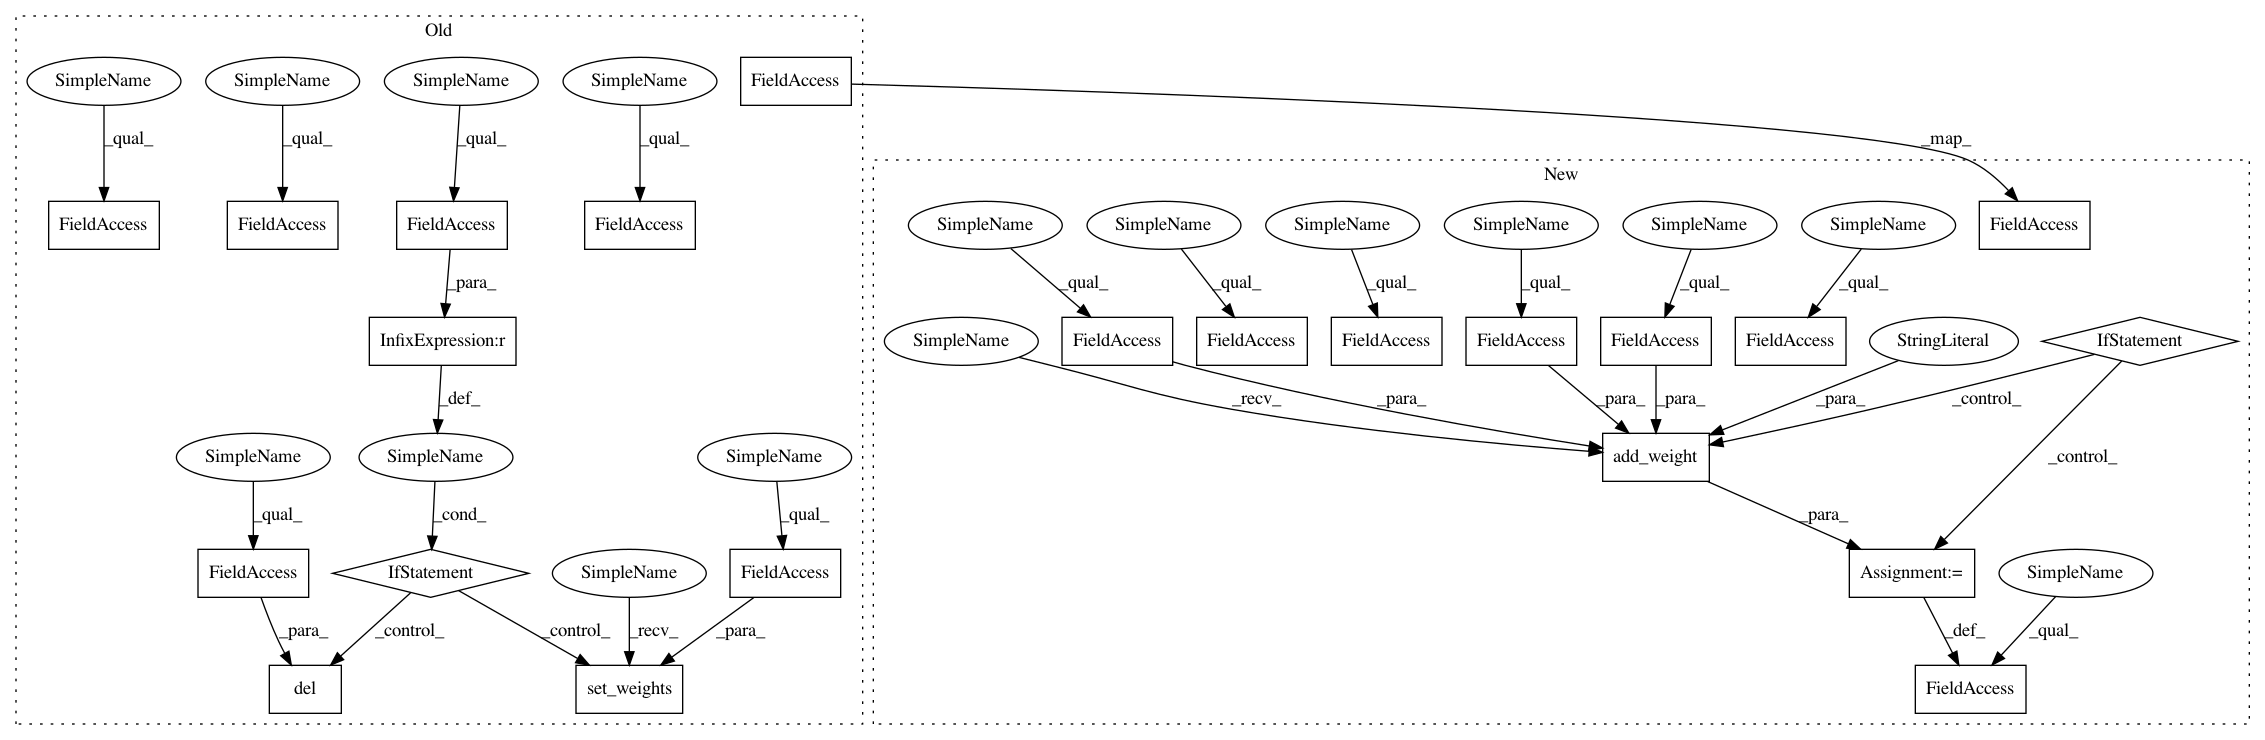 Old
SimpleName
SimpleName
SimpleName
SimpleName
FieldAccess
_qual_
_qual_
_qual_
_qual_
_map_
New
FieldAccess
FieldAccess
FieldAccess
FieldAccess
SimpleName
SimpleName
SimpleName
SimpleName
SimpleName
SimpleName
FieldAccess
_para_
_qual_
_qual_
_qual_
_qual_
_qual_
_qual_
InfixExpression:r
SimpleName
FieldAccess
FieldAccess
FieldAccess
FieldAccess
FieldAccess
FieldAccess
StringLiteral
IfStatement
_def_
_recv_
_para_
_para_
_para_
_para_
_control_
SimpleName
SimpleName
SimpleName
add_weight
_control_
_qual_
_cond_
_qual_
_para_
FieldAccess
IfStatement
SimpleName
FieldAccess
Assignment:=
SimpleName
_para_
_control_
_control_
_recv_
_para_
_def_
_qual_
del
set_weights
FieldAccess